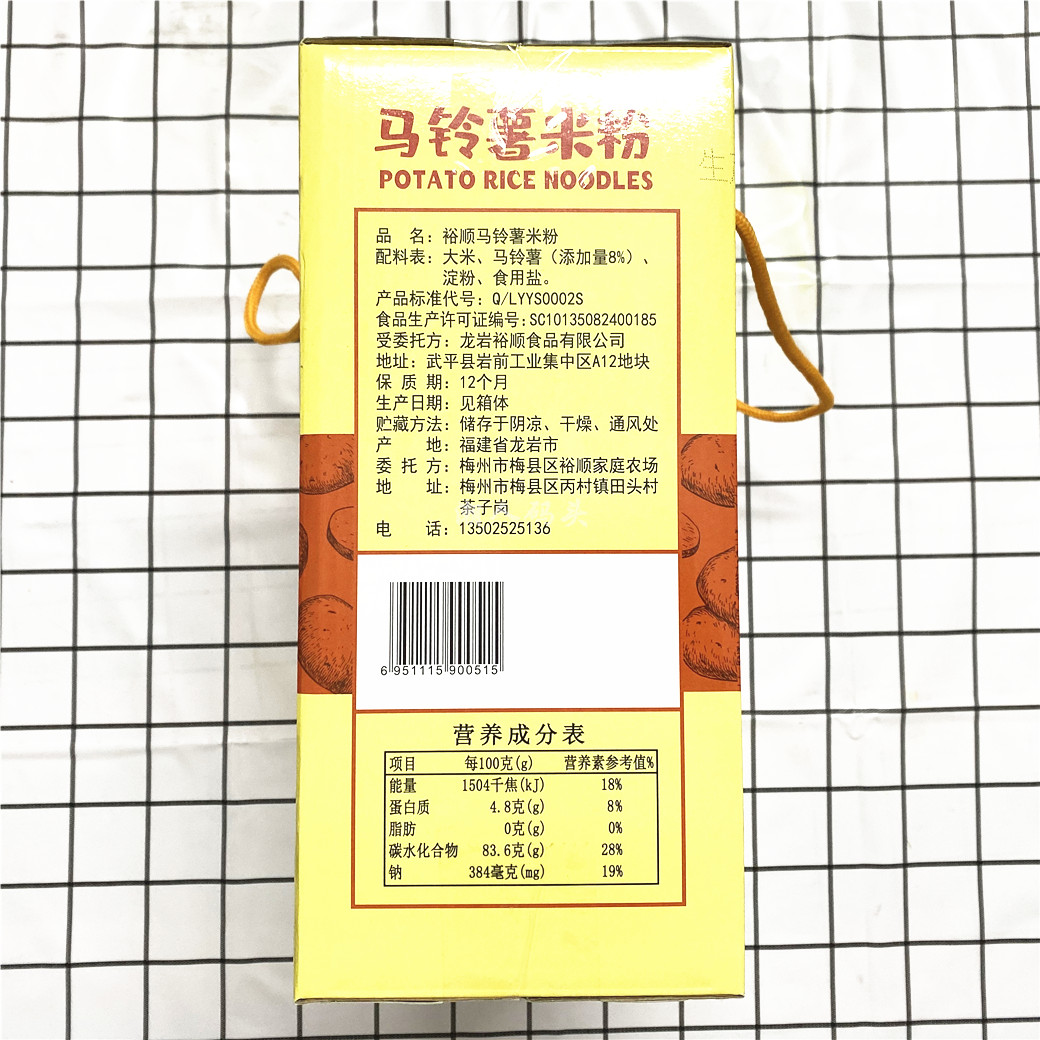 马铃薯米粉
POTATO RICE NOODLES
生
品 名：裕顺马铃薯米粉
配料表：大米、马铃薯（添加量8%）、
淀粉、食用盐。
产品标准代号：Q/LYYS0002S
食品生产许可证编号：SC10135082400185
受委托方：龙岩裕顺食品有限公司
地址：武平县岩前工业集中区A12地块
保 质 期：12个月
生产日期：见箱体
贮藏方法：储存于阴凉、干燥、通风处
产 地：福建省龙岩市
委 托 方：梅州市梅县区裕顺家庭农场
地 址：梅州市梅县区丙村镇田头村
茶子岗
电 话：13502525136
6 951115 900515
营养成分表
项目 每100克(g) 营养素参考值%
能量 1504千焦(kJ) 18%
蛋白质 4.8克(g) 8%
脂肪 0克(g) 0%
碳水化合物 83.6克(g) 28%
钠 384毫克(mg) 19%